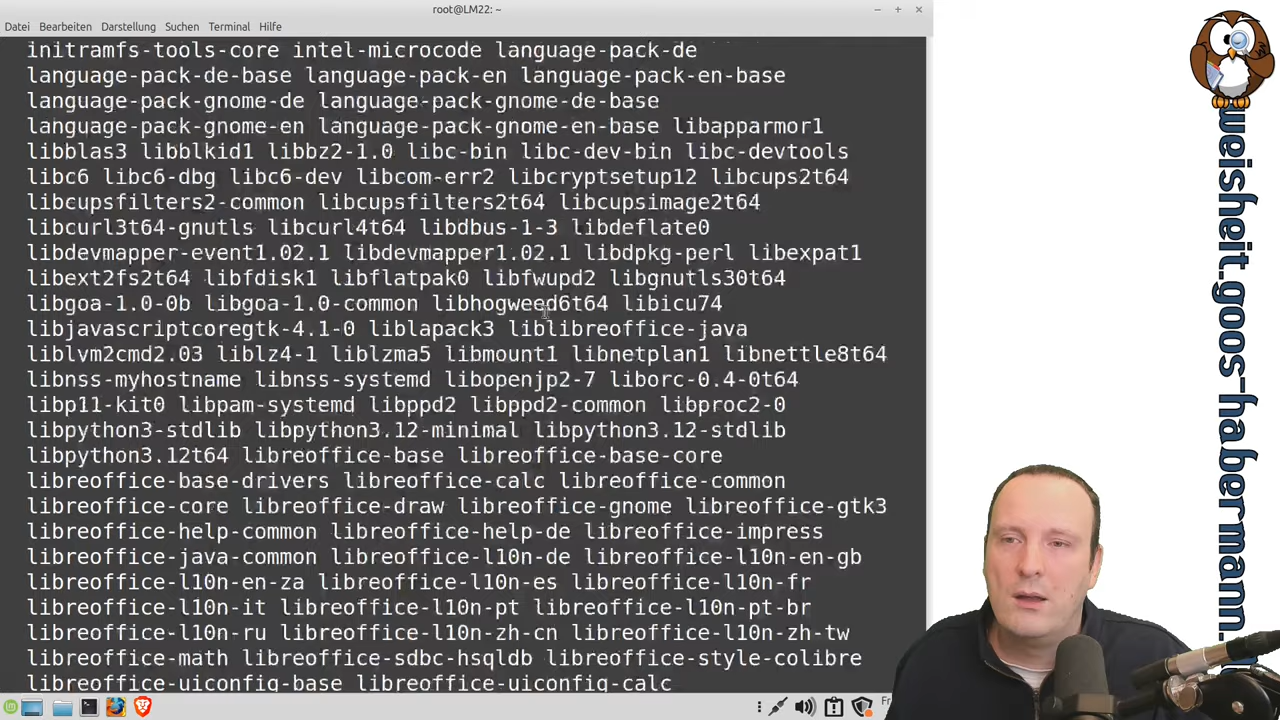 root@LM22: ~
Datei Bearbeiten Darstellung Suchen Terminal Hilfe
initramfs-tools-core intel-microcode language-pack-de
language-pack-de-base language-pack-en language-pack-en-base
language-pack-gnome-de language-pack-gnome-de-base
language-pack-gnome-en language-pack-gnome-en-base libapparmor1
libblas3 libblkid1 libbz2-1.0 libc-bin libc-dev-bin libc-devtools
libc6 libc6-dbg libc6-dev libcom-err2 libcryptsetup12 libcups2t64
libcupsfilters2-common libcupsfilters2t64 libcupsimage2t64
libcurl3t64-gnutls libcurl4t64 libdbus-1-3 libdeflate0
libdevmapper-event1.02.1 libdevmapper1.02.1 libdpkg-perl libexpat1
libext2fs2t64 libfdisk1 libflatpak0 libfwupd2 libgnutls30t64
libgoa-1.0-0b libgoa-1.0-common libhogweed6t64 libicu74
libjavascriptcoregtk-4.1-0 liblapack3 liblibreoffice-java
liblvm2cmd2.03 liblz4-1 liblzma5 libmount1 libnetplan1 libnettle8t64
libnss-myhostname libnss-systemd libopenjp2-7 liborc-0.4-0t64
libp11-kit0 libpam-systemd libppd2 libppd2-common libproc2-0
libpython3-stdlib libpython3.12-minimal libpython3.12-stdlib
libpython3.12t64 libreoffice-base libreoffice-base-core
libreoffice-base-drivers libreoffice-calc libreoffice-common
libreoffice-core libreoffice-draw libreoffice-gnome libreoffice-gtk3
libreoffice-help-common libreoffice-help-de libreoffice-impress
libreoffice-java-common libreoffice-l10n-de libreoffice-l10n-en-gb
libreoffice-l10n-en-za libreoffice-l10n-es libreoffice-l10n-fr
libreoffice-l10n-it libreoffice-l10n-pt libreoffice-l10n-pt-br
libreoffice-l10n-ru libreoffice-l10n-zh-cn libreoffice-l10n-zh-tw
libreoffice-math libreoffice-sdbc-hsqldb libreoffice-style-colibre
libreoffice-uiconfig-base libreoffice-uiconfig-calc
Fr
weisheit.goos-habermann.